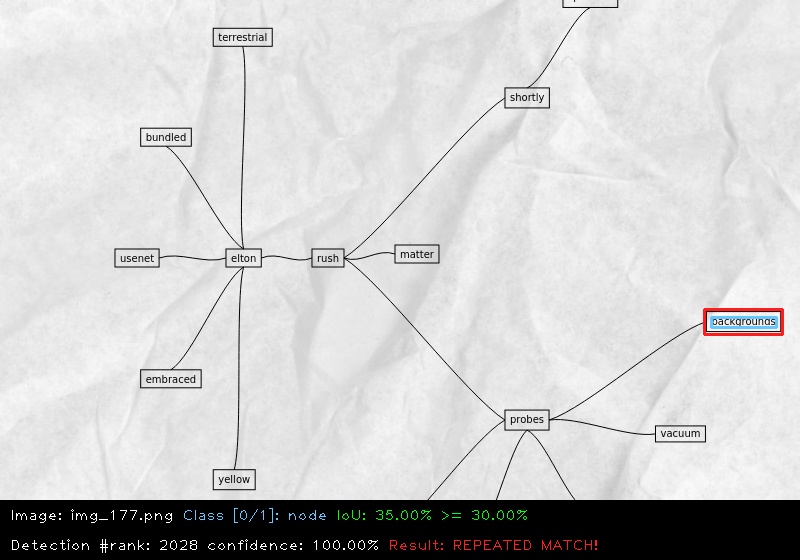 terrestrial
shortly
bundled
usenet
elton
rush
matter
backgrounds
embraced
probes
vacuum
yellow
Image: img_177.png Class [0/1]: node IoU: 35.00% >= 30.00%
Detection #rank: 2028 confidence: 100.00% Result: REPEATED MATCH!